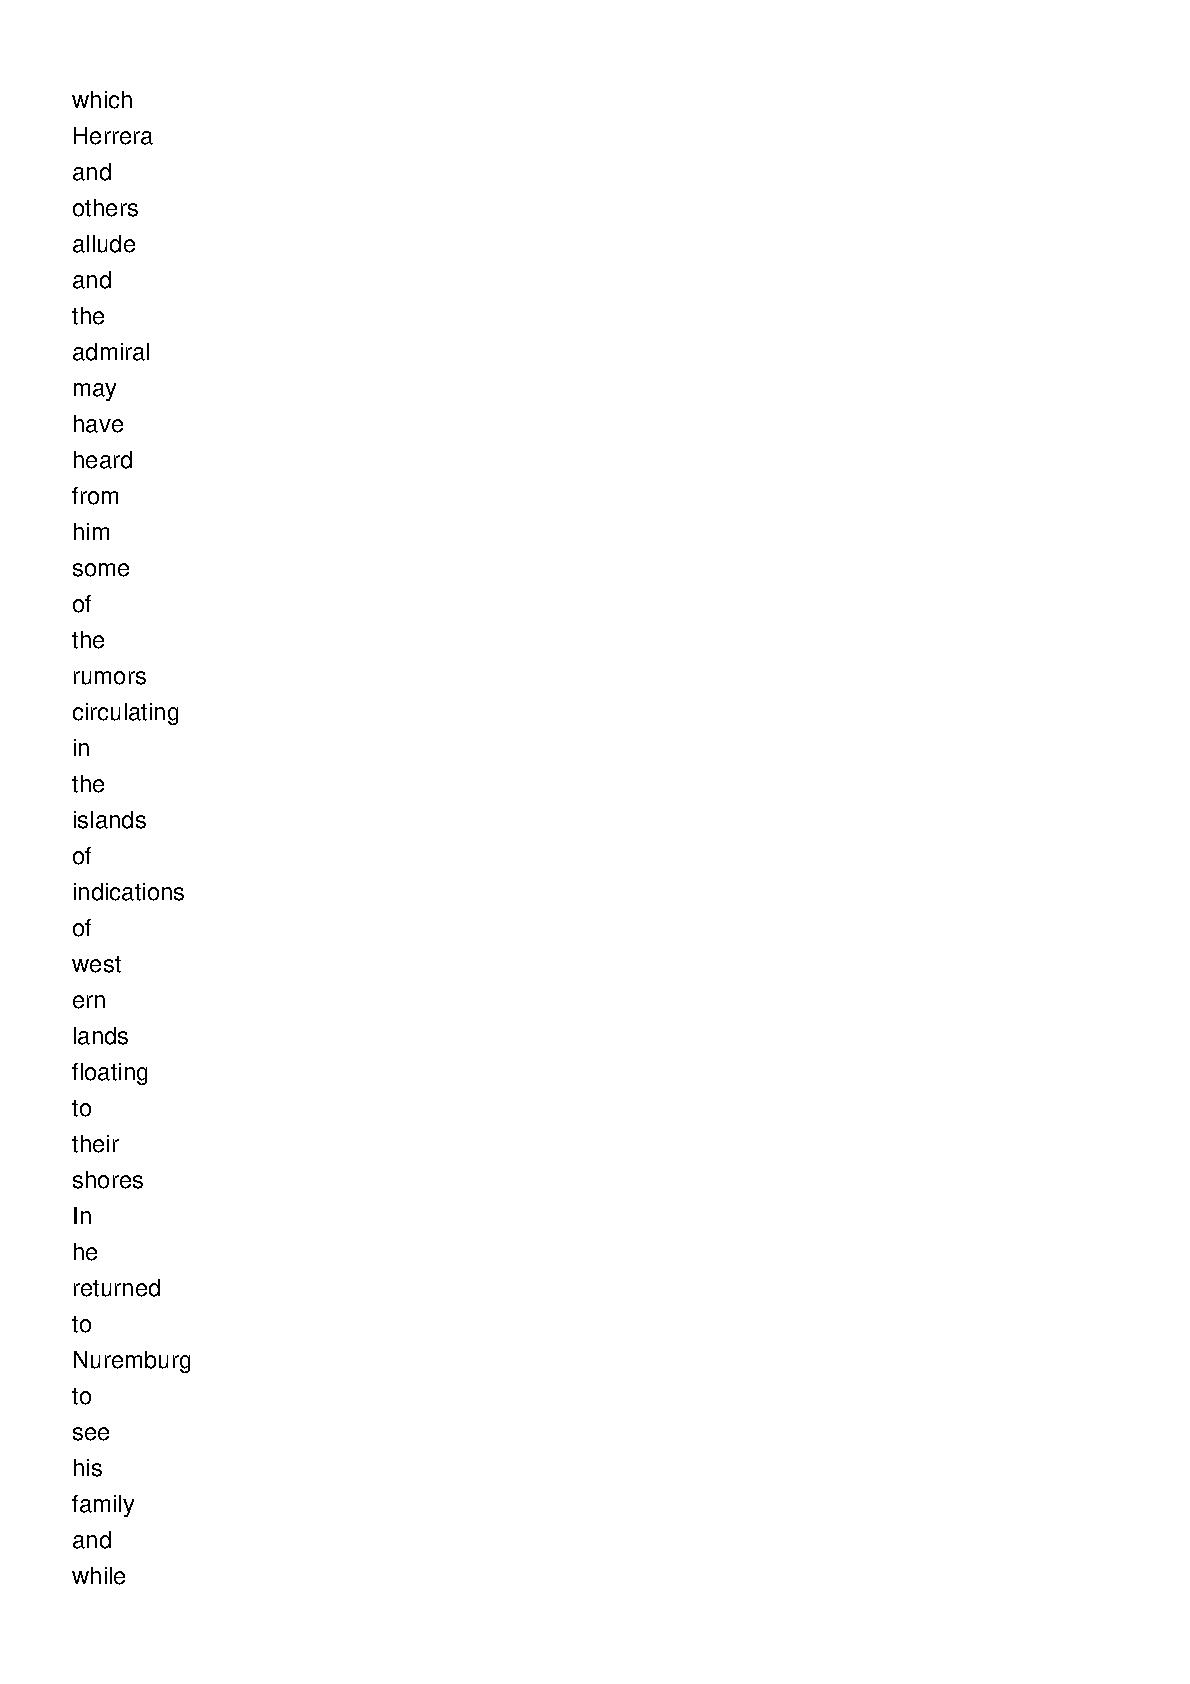 which
Herrera
and
others
allude
and
the
admiral
may
have
heard
from
him
some
of
the
rumors
circulating
in
the
islands
of
indications
of
west
ern
lands
floating
to
their
shores
In
he
returned
to
Nuremburg
to
see
his
family
and
while